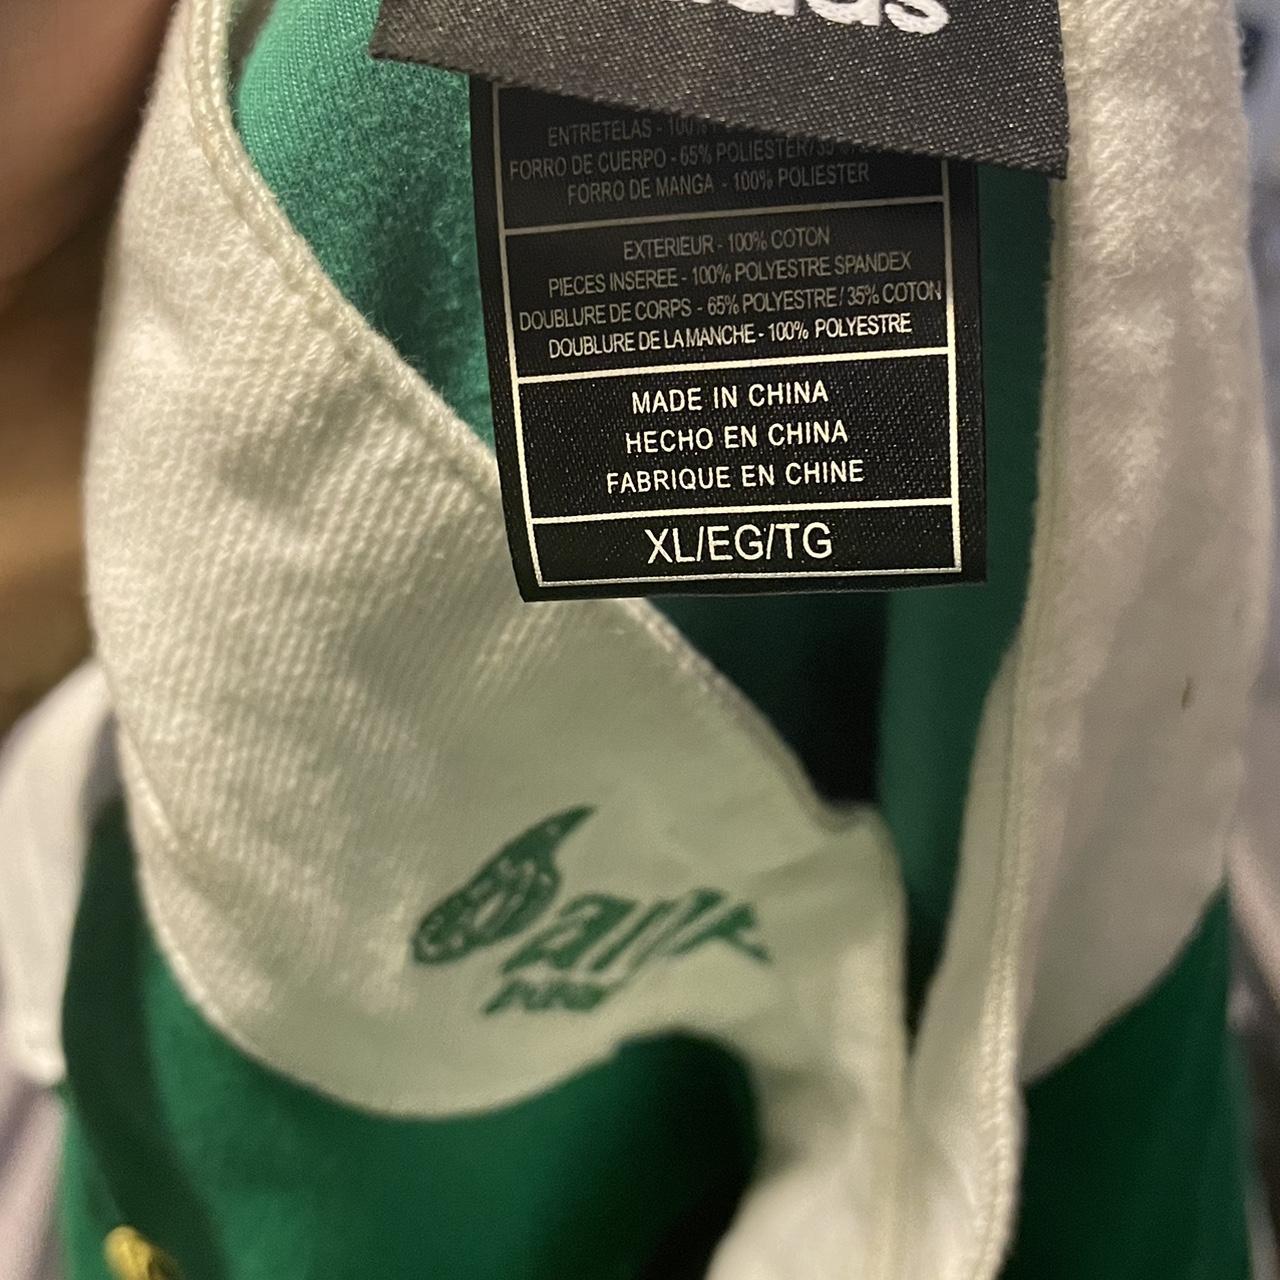 ENTRETELAS - 100%
FORRO DE CUERPO - 65% POLIESTER/35
FORRO DE MANGA - 100% POLIESTER
EXTERIEUR - 100% COTON
PIECES INSEREE - 100% POLYESTRE SPANDEX
DOUBLURE DE CORPS - 65% POLYESTRE / 35% COTON
DOUBLURE DE LA MANCHE - 100% POLYESTRE
MADE IN CHINA
HECHO EN CHINA
FABRIQUE EN CHINE
XL/EG/TG